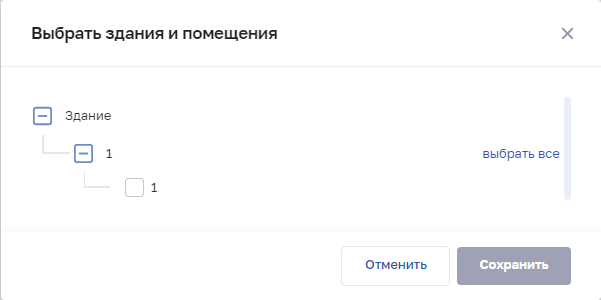 Выбрать здания и помещения
Здание
1
выбрать все
1
Отменить
Сохранить